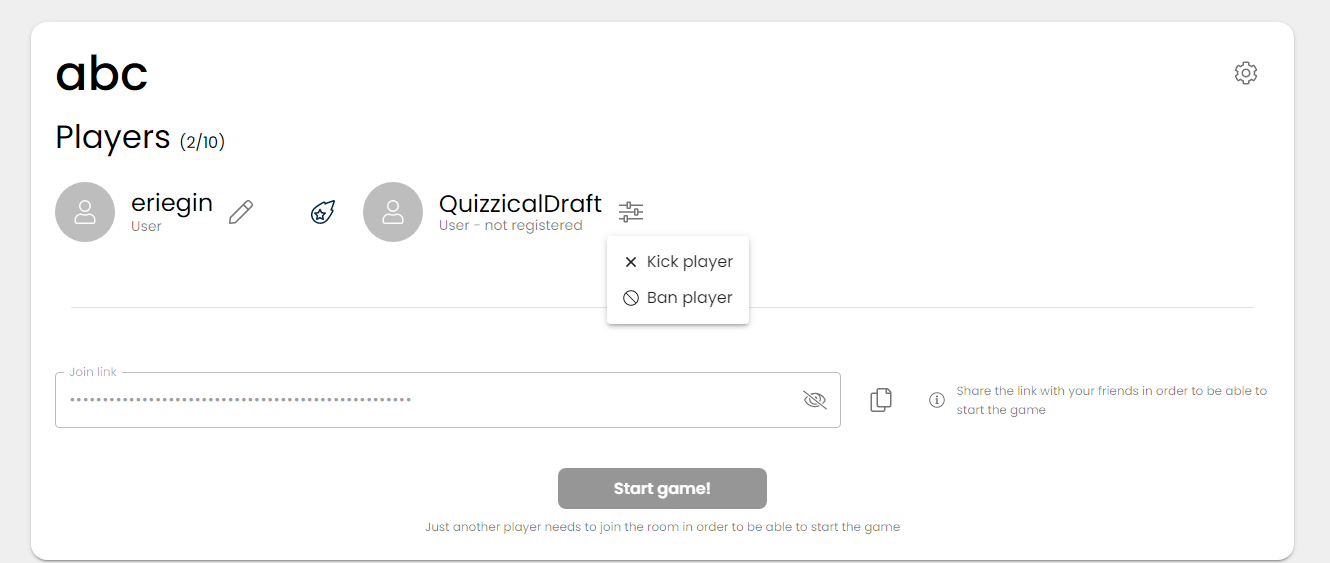 abc
Players (2/10)
eriegin
User
QuizzicalDraft
User - not registered
Kick player
Ban player
Join link
Share the link with your friends in order to be able to
start the game
Start game!
Just another player needs to join the room in order to be able to start the game